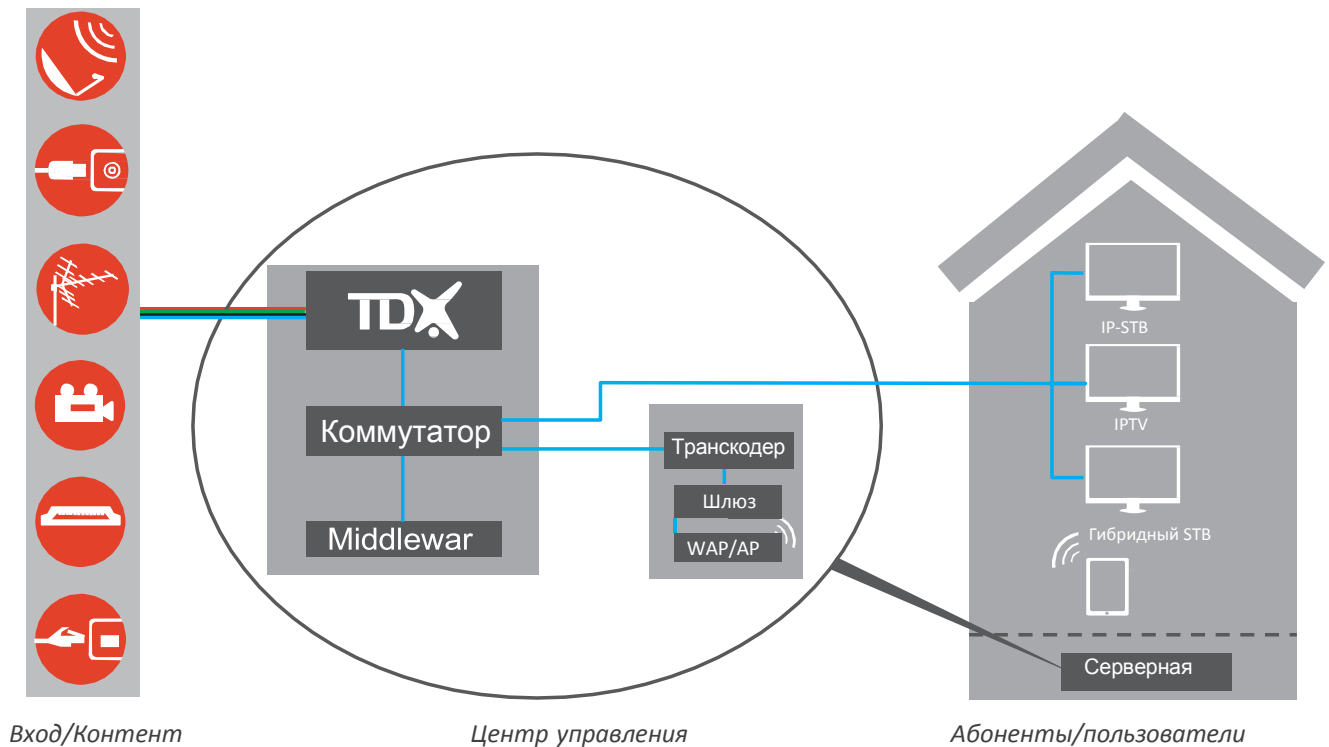 TDX
Коммутатор
Middlewar
Транскодер
Шлюз
WAP/AP
IP-STB
IPTV
Гибридный STB
Серверная
Вход/Контент
Центр управления
Абоненты/пользователи